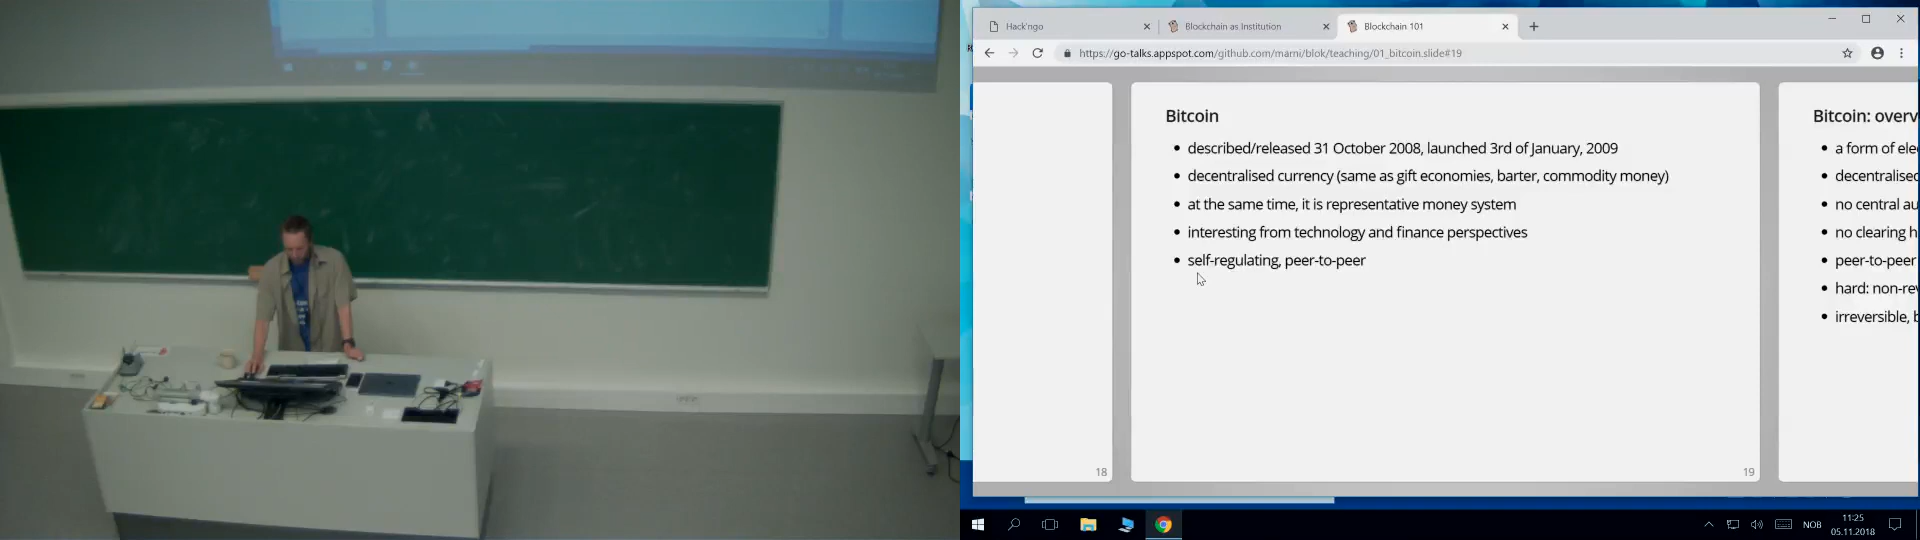 Hack'ngo
Blockchain as Institution
Blockchain 101
https://go-talks.appspot.com/github.com/marni/blok/teaching/01_bitcoin.slide#19
Bitcoin
described/released 31 October 2008, launched 3rd of January, 2009
decentralised currency (same as gift economies, barter, commodity money)
at the same time, it is representative money system
interesting from technology and finance perspectives
self-regulating, peer-to-peer
18
19
Bitcoin: overv
a form of ele
decentralised
no central au
no clearing h
peer-to-peer
hard: non-rev
irreversible, b
NOB
11:25
05.11.2018